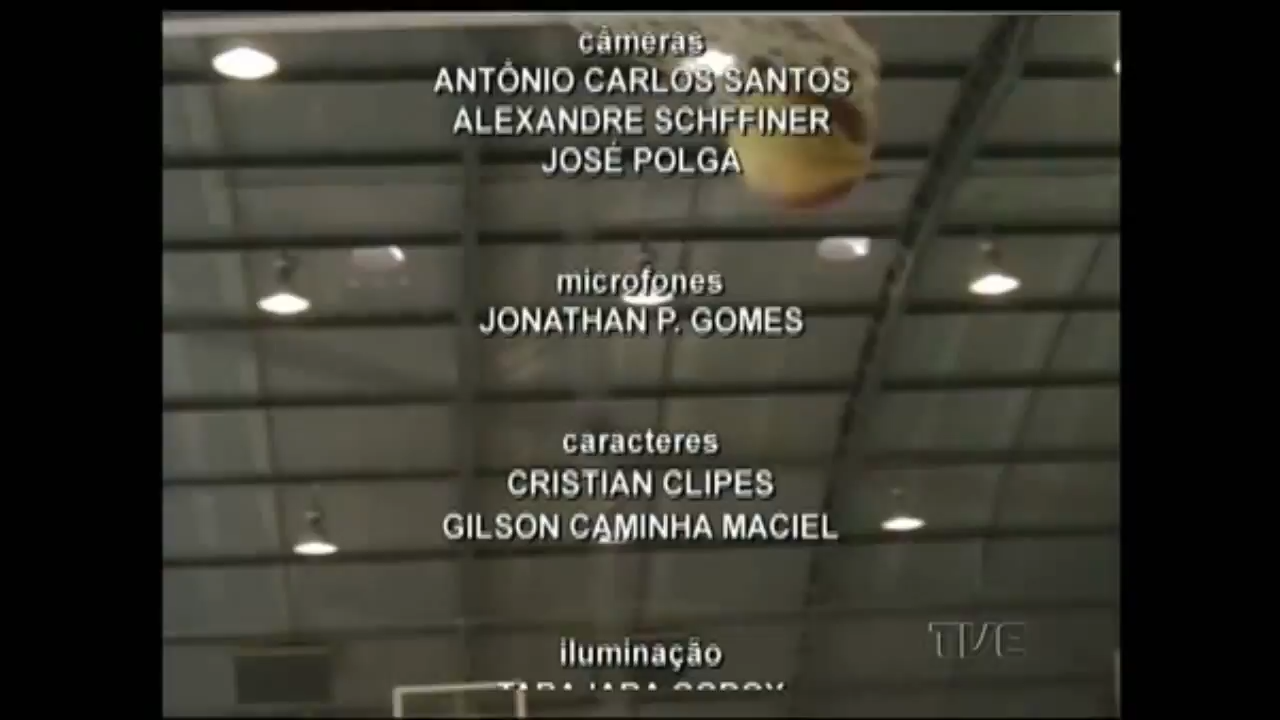 câmeras
ANTÔNIO CARLOS SANTOS
ALEXANDRE SCHFFINER
JOSÉ POLGA
microfones
JONATHAN P. GOMES
caracteres
CRISTIAN CLIPES
GILSON CAMINHA MACIEL
iluminação
TVE